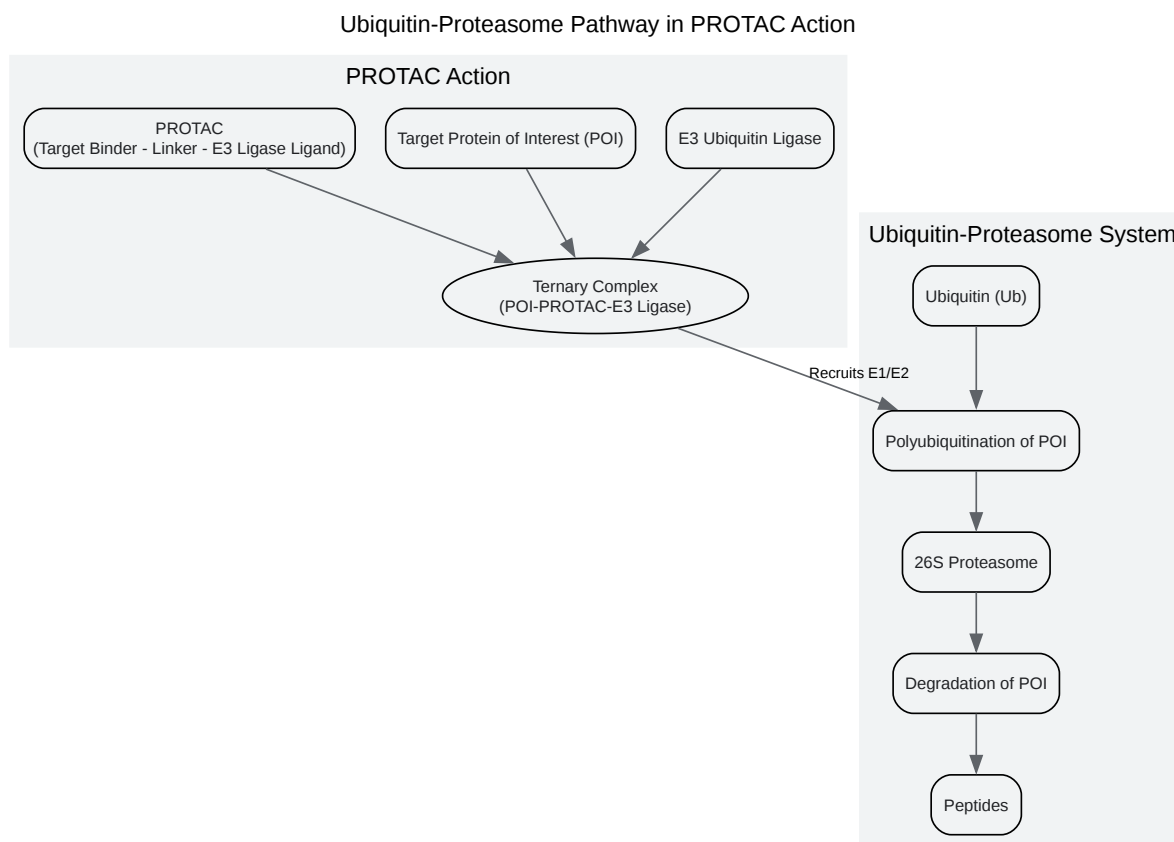 Ubiquitin-Proteasome Pathway in PROTAC Action
PROTAC Action
PROTAC
(Target Binder - Linker - E3 Ligase Ligand)
Target Protein of Interest (POI)
E3 Ubiquitin Ligase
Ternary Complex
(POI-PROTAC-E3 Ligase)
Recruits E1/E2
Ubiquitin-Proteasome System
Ubiquitin (Ub)
Polyubiquitination of POI
26S Proteasome
Degradation of POI
Peptides